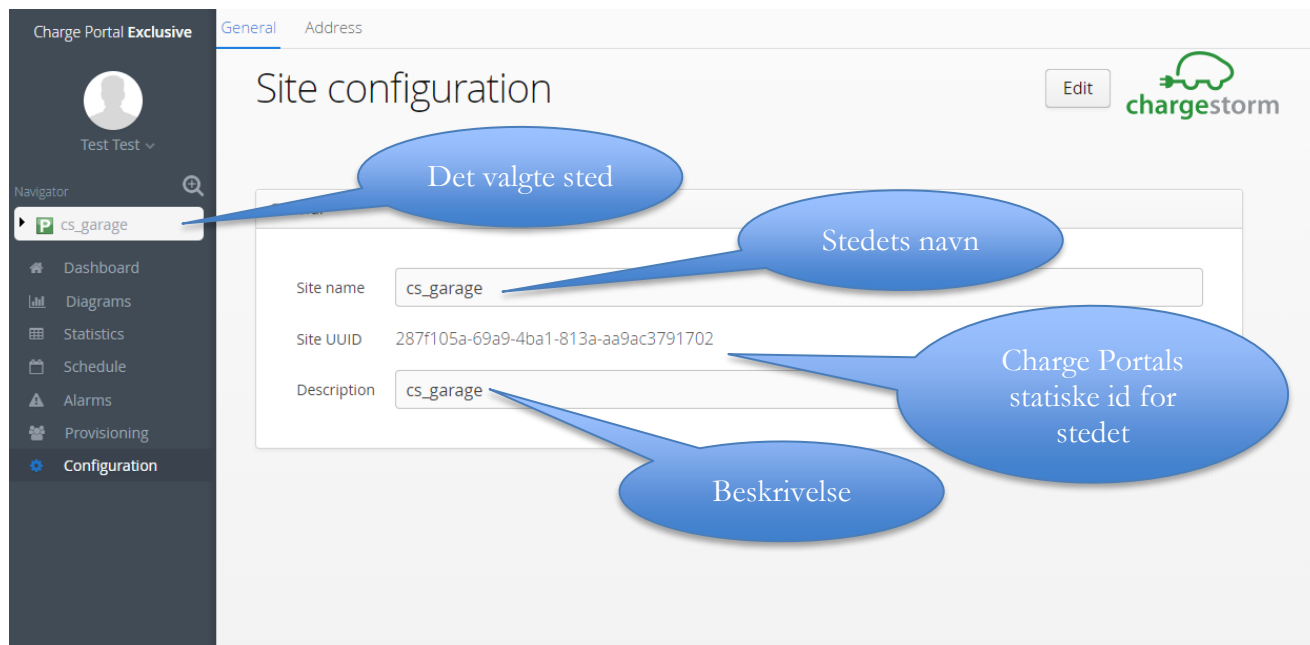 Charge Portal Exclusive
Test Test
Navigator
cs_garage
Dashboard
Diagrams
Statistics
Schedule
Alarms
Provisioning
Configuration
General Address
Site configuration
Edit
chargestorm
Det valgte sted
Stedets navn
Site name cs_garage
Site UUID 287f105a-69a9-4ba1-813a-aa9ac3791702
Description cs_garage
Charge Portals
statiske id for
stedet
Beskrivelse